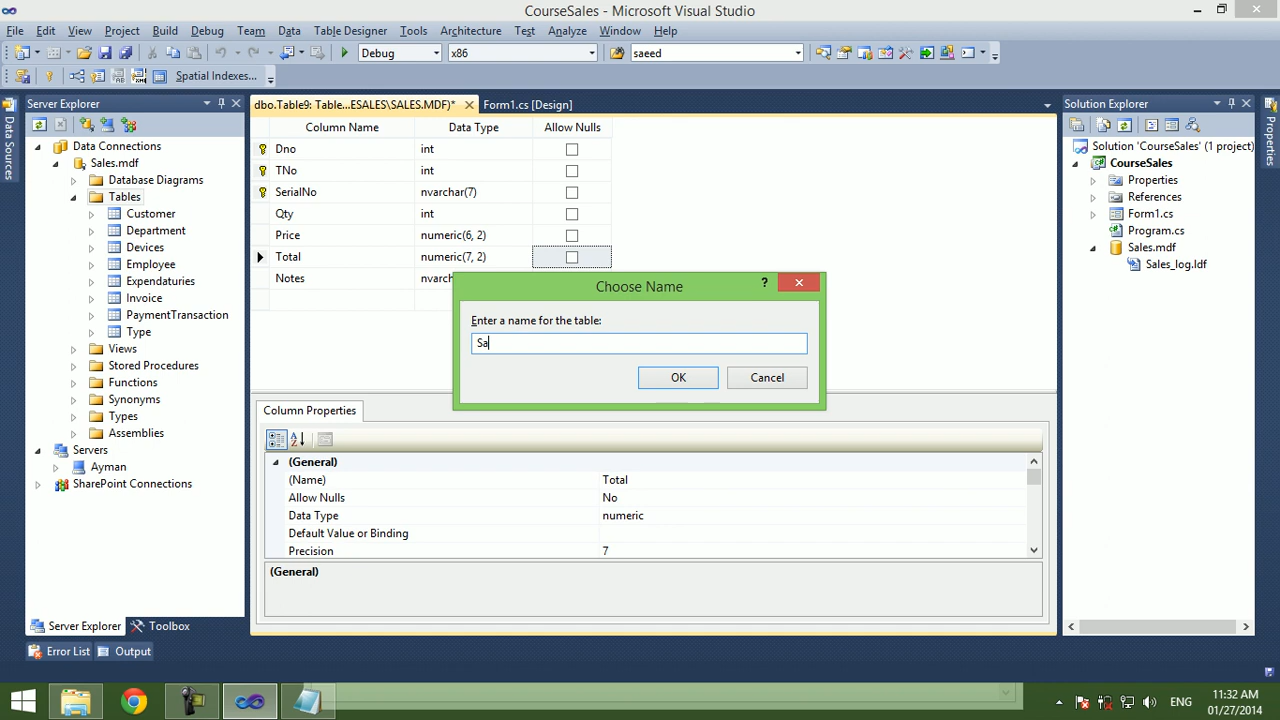 CourseSales - Microsoft Visual Studio
File Edit View Project Build Debug Team Data Table Designer Tools Architecture Test Analyze Window Help
Debug x86 saeed
Spatial Indexes...
Data Sources
Server Explorer
Data Connections
Sales.mdf
Database Diagrams
Tables
Customer
Department
Devices
Employee
Expendaturies
Invoice
PaymentTransaction
Type
Views
Stored Procedures
Functions
Synonyms
Types
Assemblies
Servers
Ayman
SharePoint Connections
Server Explorer Toolbox
Error List Output
dbo.Table9: Table...ESALES\SALES.MDF)* Form1.cs [Design]
Column Name Data Type Allow Nulls
Dno int
TNo int
SerialNo nvarchar(7)
Qty int
Price numeric(6, 2)
Total numeric(7, 2)
Notes nvarch
Choose Name
?
Enter a name for the table:
Sa
OK Cancel
Column Properties
(General)
(Name) Total
Allow Nulls No
Data Type numeric
Default Value or Binding
Precision 7
(General)
Solution Explorer
Solution 'CourseSales' (1 project)
CourseSales
Properties
References
Form1.cs
Program.cs
Sales.mdf
Sales_log.ldf
Properties
ENG
11:32 AM
01/27/2014